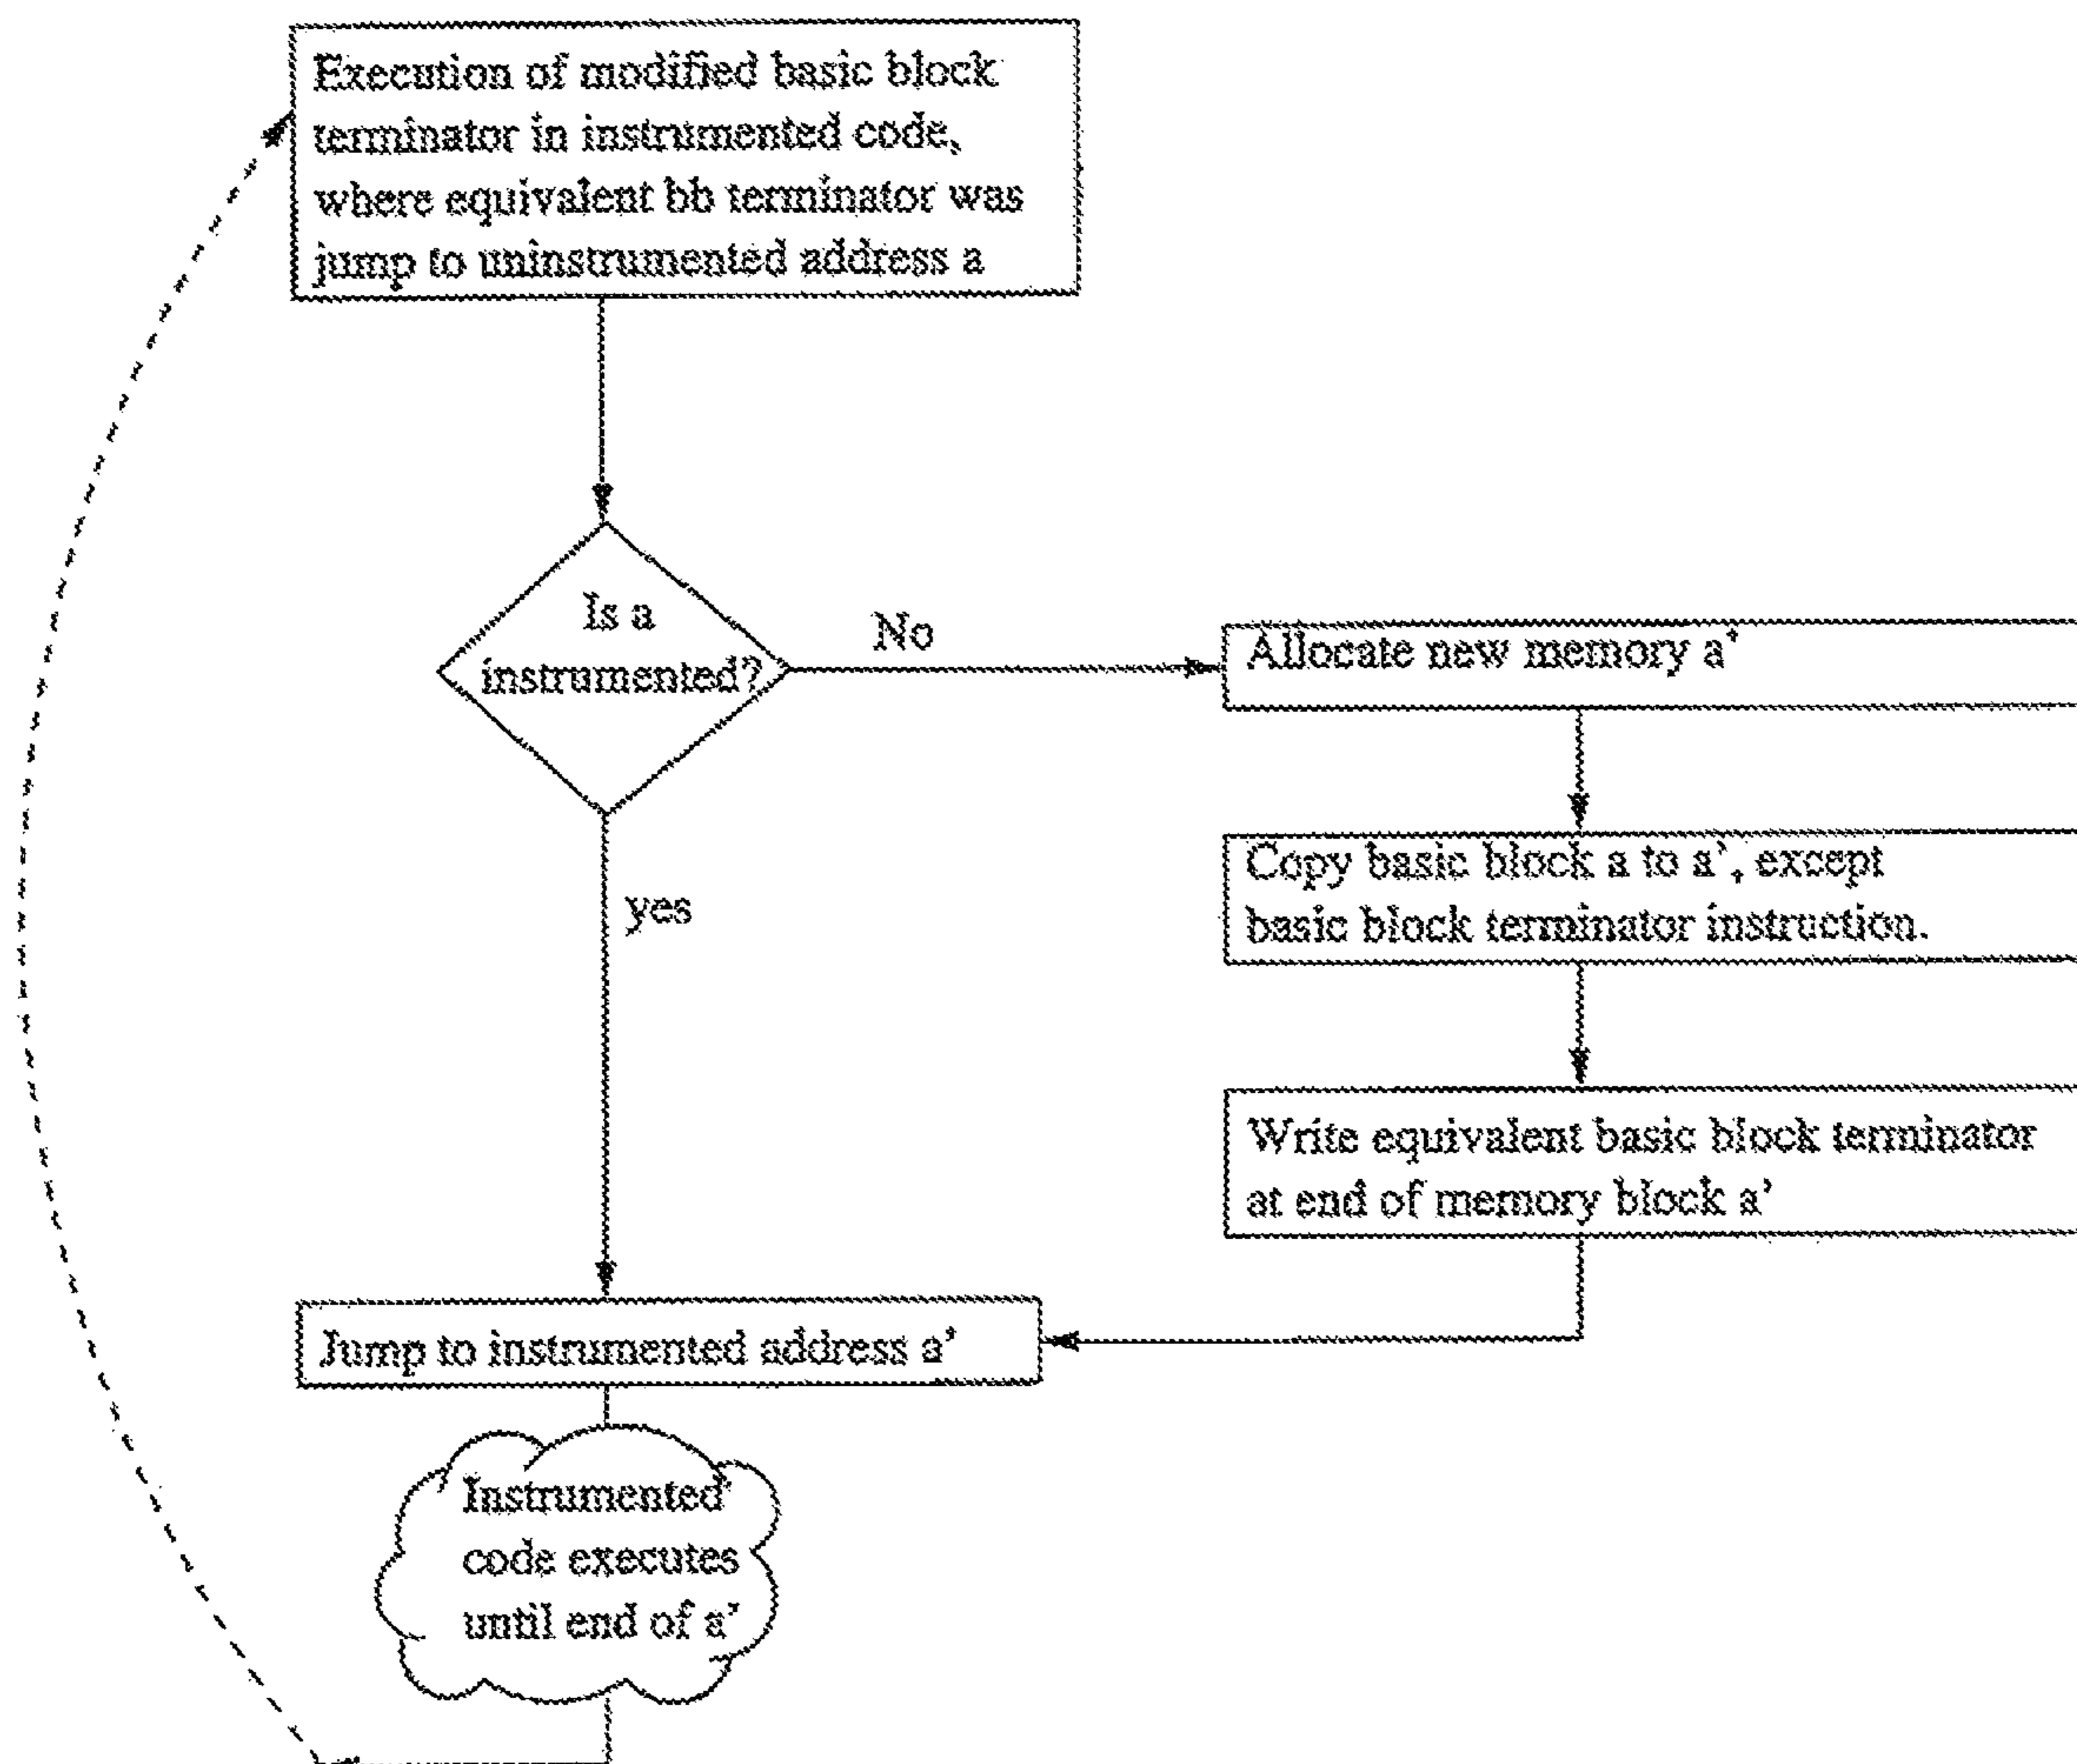 Execution of modified basic block
terminator in instrumented code,
where equivalent bb terminator was
jump to uninstrumented address a
Is a
instrumented?
No
Allocate new memory a'
Copy basic block a to a', except
basic block terminator instruction.
yes
Write equivalent basic block terminator
at end of memory block a'
Jump to instrumented address a'
Instrumented
code executes
until end of a'